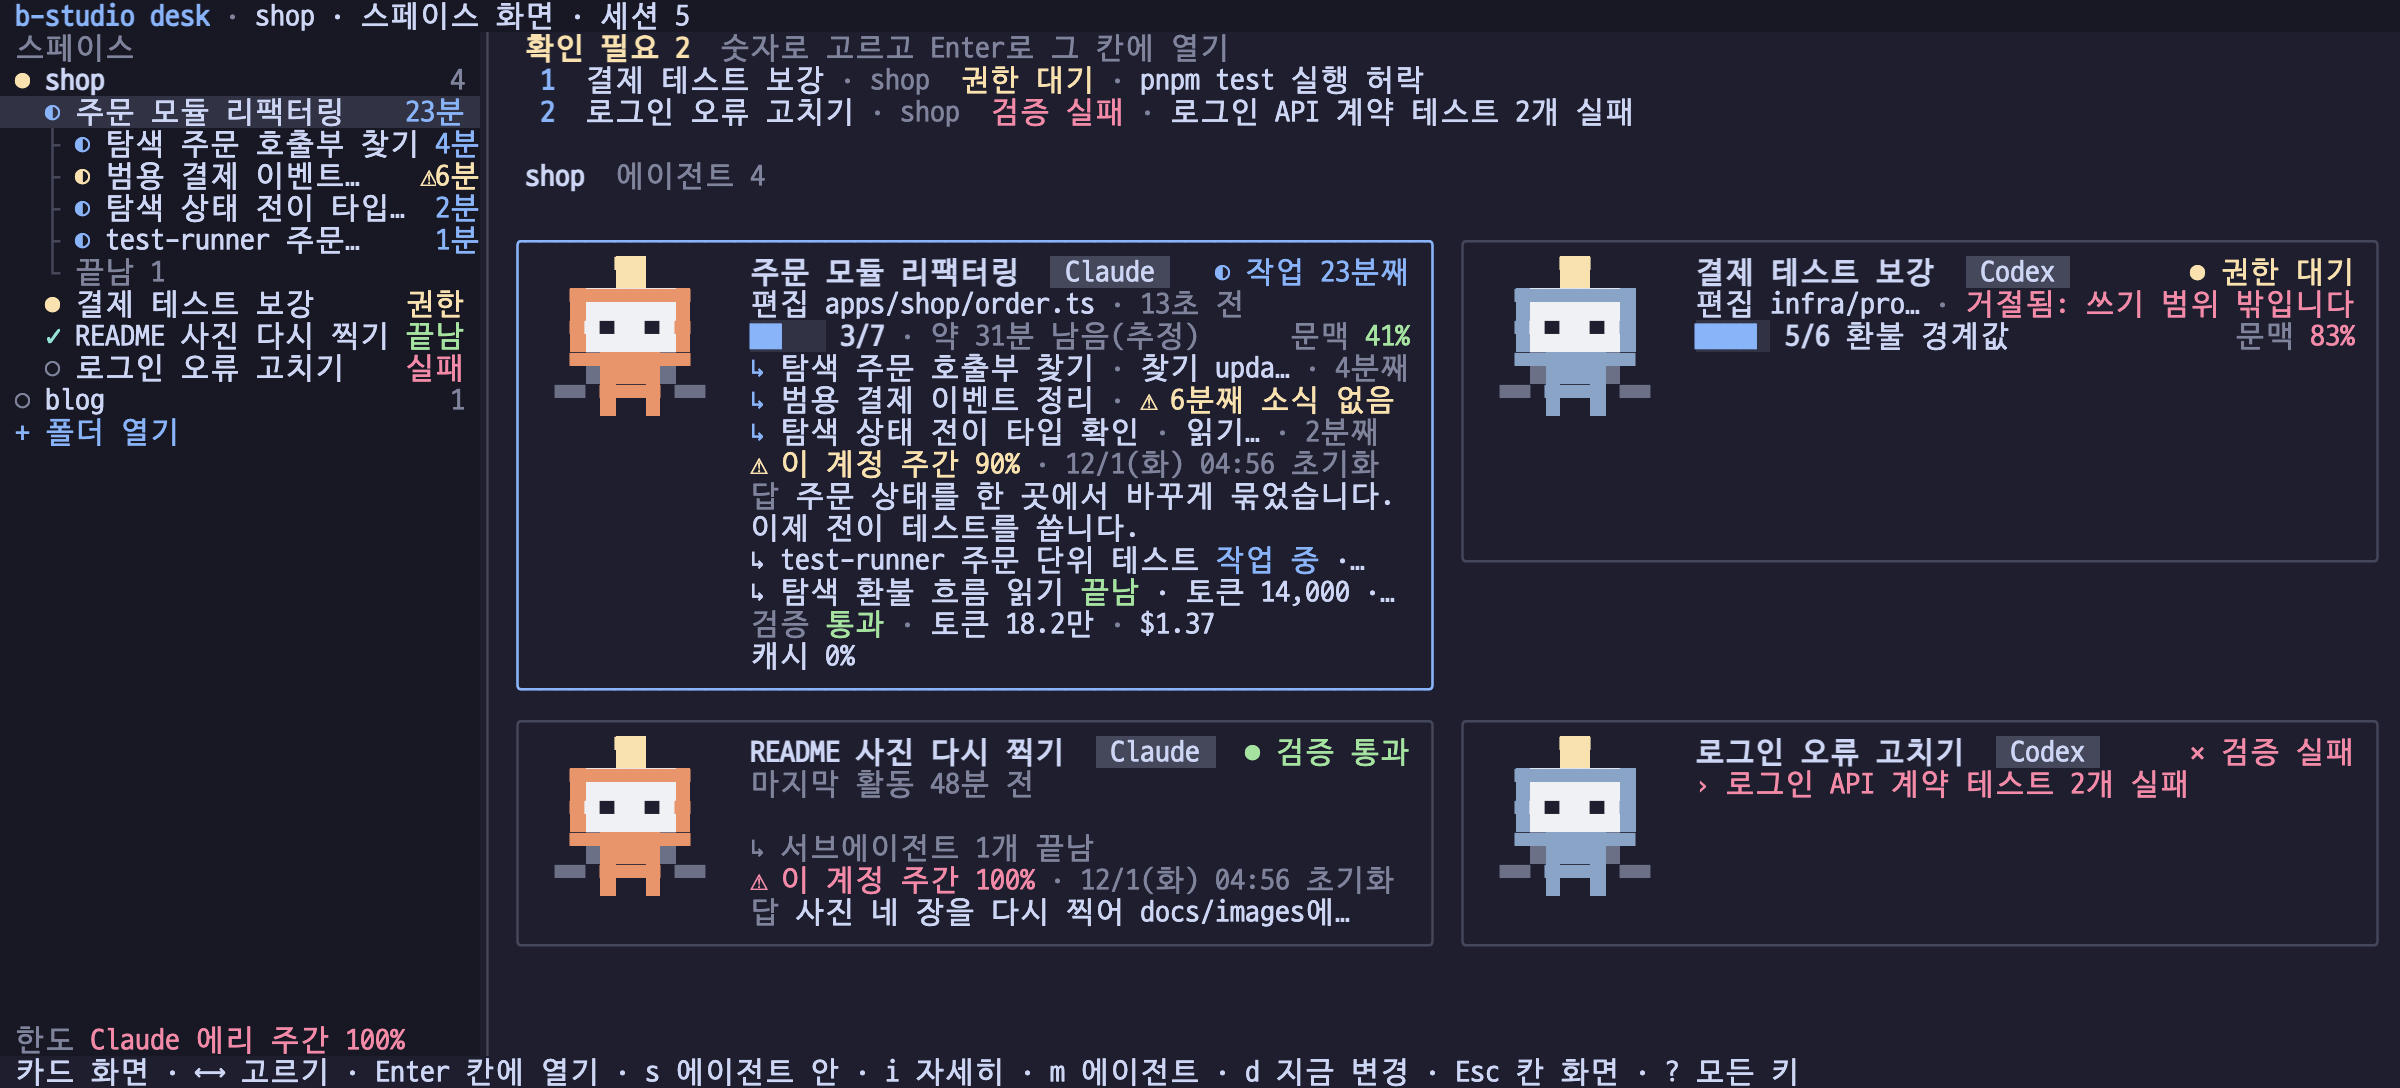 b-studio desk · shop · 스페이스 화면 · 세션 5
스페이스
● shop 4
◐ 주문 모듈 리팩터링 23분
◐ 탐색 주문 호출부 찾기 4분
◐ 범용 결제 이벤트… ⚠6분
◐ 탐색 상태 전이 타입… 2분
◐ test-runner 주문… 1분
끝남 1
● 결제 테스트 보강 권한
✓ README 사진 다시 찍기 끝남
○ 로그인 오류 고치기 실패
○ blog 1
+ 폴더 열기
한도 Claude 에리 주간 100%
확인 필요 2 숫자로 고르고 Enter로 그 칸에 열기
1 결제 테스트 보강 · shop 권한 대기 · pnpm test 실행 허락
2 로그인 오류 고치기 · shop 검증 실패 · 로그인 API 계약 테스트 2개 실패
shop 에이전트 4
주문 모듈 리팩터링 Claude ◐ 작업 23분째
편집 apps/shop/order.ts · 13초 전
3/7 · 약 31분 남음(추정) 문맥 41%
↳ 탐색 주문 호출부 찾기 · 찾기 upda… · 4분째
↳ 범용 결제 이벤트 정리 · ⚠ 6분째 소식 없음
↳ 탐색 상태 전이 타입 확인 · 읽기… · 2분째
⚠ 이 계정 주간 90% · 12/1(화) 04:56 초기화
답 주문 상태를 한 곳에서 바꾸게 묶었습니다.
이제 전이 테스트를 씁니다.
↳ test-runner 주문 단위 테스트 작업 중 ·…
↳ 탐색 환불 흐름 읽기 끝남 · 토큰 14,000 ·…
검증 통과 · 토큰 18.2만 · $1.37
캐시 0%
결제 테스트 보강 Codex ● 권한 대기
편집 infra/pro… · 거절됨: 쓰기 범위 밖입니다
5/6 환불 경계값 문맥 83%
README 사진 다시 찍기 Claude ● 검증 통과
마지막 활동 48분 전
↳ 서브에이전트 1개 끝남
⚠ 이 계정 주간 100% · 12/1(화) 04:56 초기화
답 사진 네 장을 다시 찍어 docs/images에…
로그인 오류 고치기 Codex × 검증 실패
› 로그인 API 계약 테스트 2개 실패
카드 화면 · ←→ 고르기 · Enter 칸에 열기 · s 에이전트 안 · i 자세히 · m 에이전트 · d 지금 변경 · Esc 칸 화면 · ? 모든 키